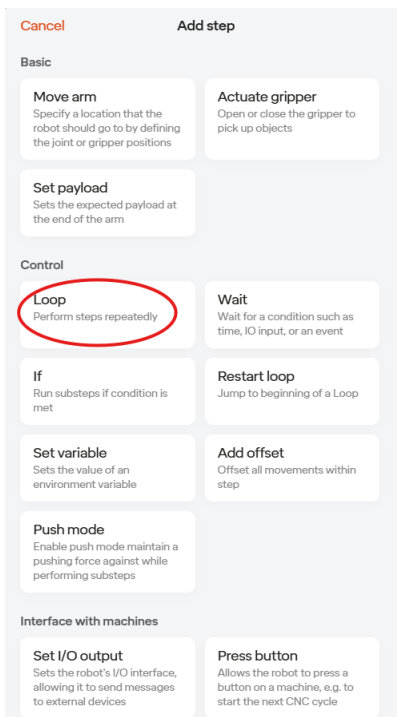 Cancel Add step
Basic
Move arm
Specify a location that the
robot should go to by defining
the joint or gripper positions
Actuate gripper
Open or close the gripper to
pick up objects
Set payload
Sets the expected payload at
the end of the arm
Control
Loop
Perform steps repeatedly
Wait
Wait for a condition such as
time, IO input, or an event
If
Run substeps if condition is
met
Restart loop
Jump to beginning of a Loop
Set variable
Sets the value of an
environment variable
Add offset
Offset all movements within
step
Push mode
Enable push mode maintain a
pushing force against while
performing substeps
Interface with machines
Set I/O output
Sets the robot's I/O interface,
allowing it to send messages
to external devices
Press button
Allows the robot to press a
button on a machine, e.g. to
start the next CNC cycle